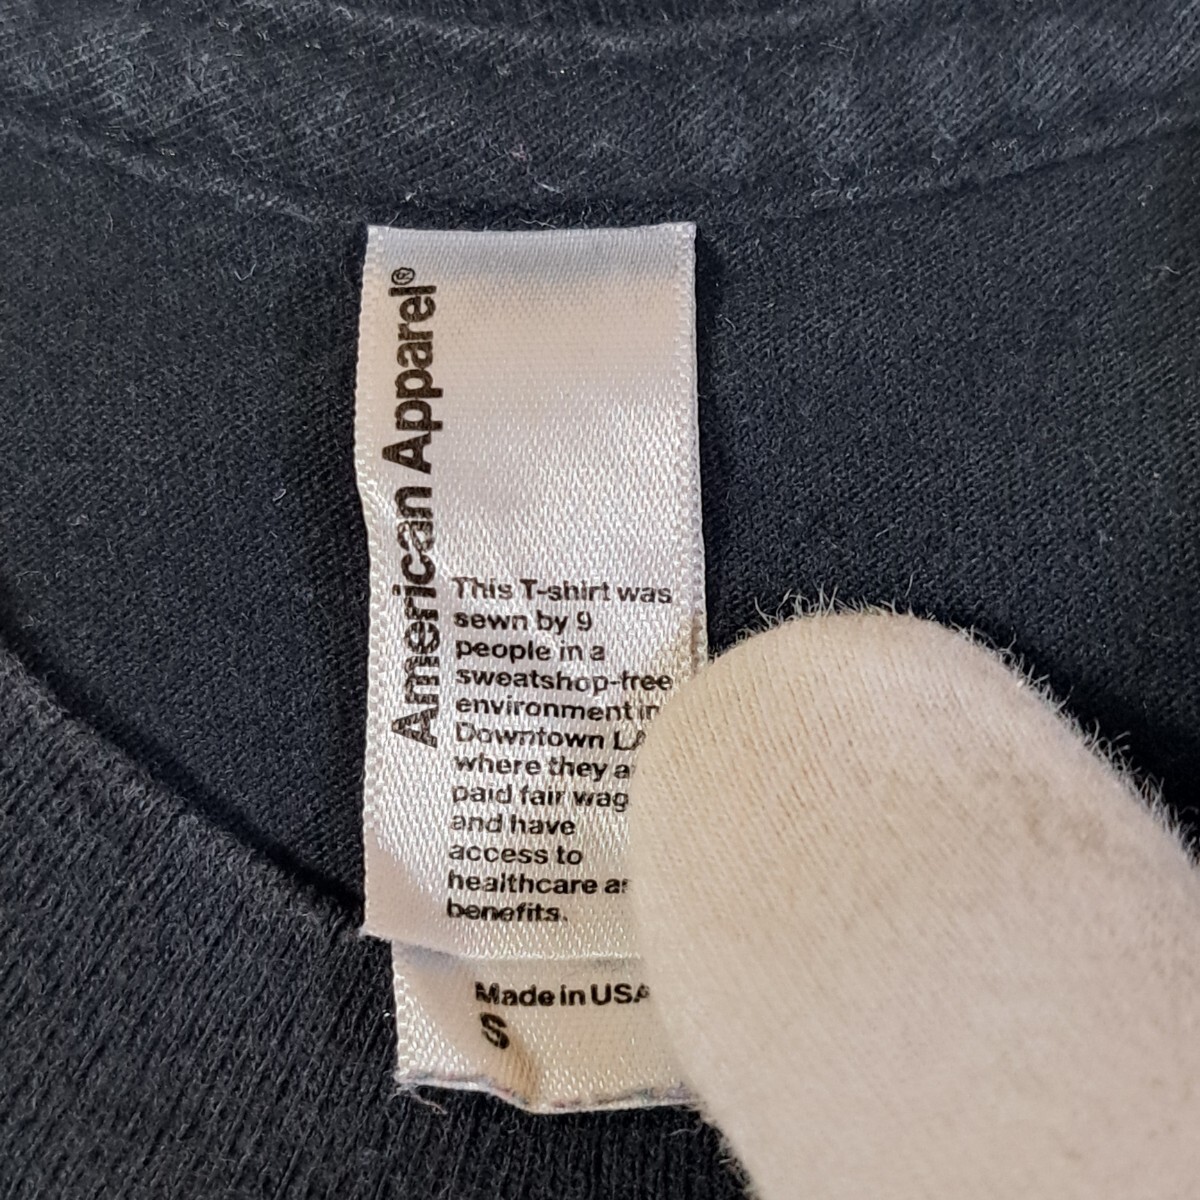 American Apparel®
This T-shirt was
sewn by 9
people in a
sweatshop-free
environment in
Downtown LA
where they
paid fair
and have
access to
healthcare
benefits.
Made in USA
S